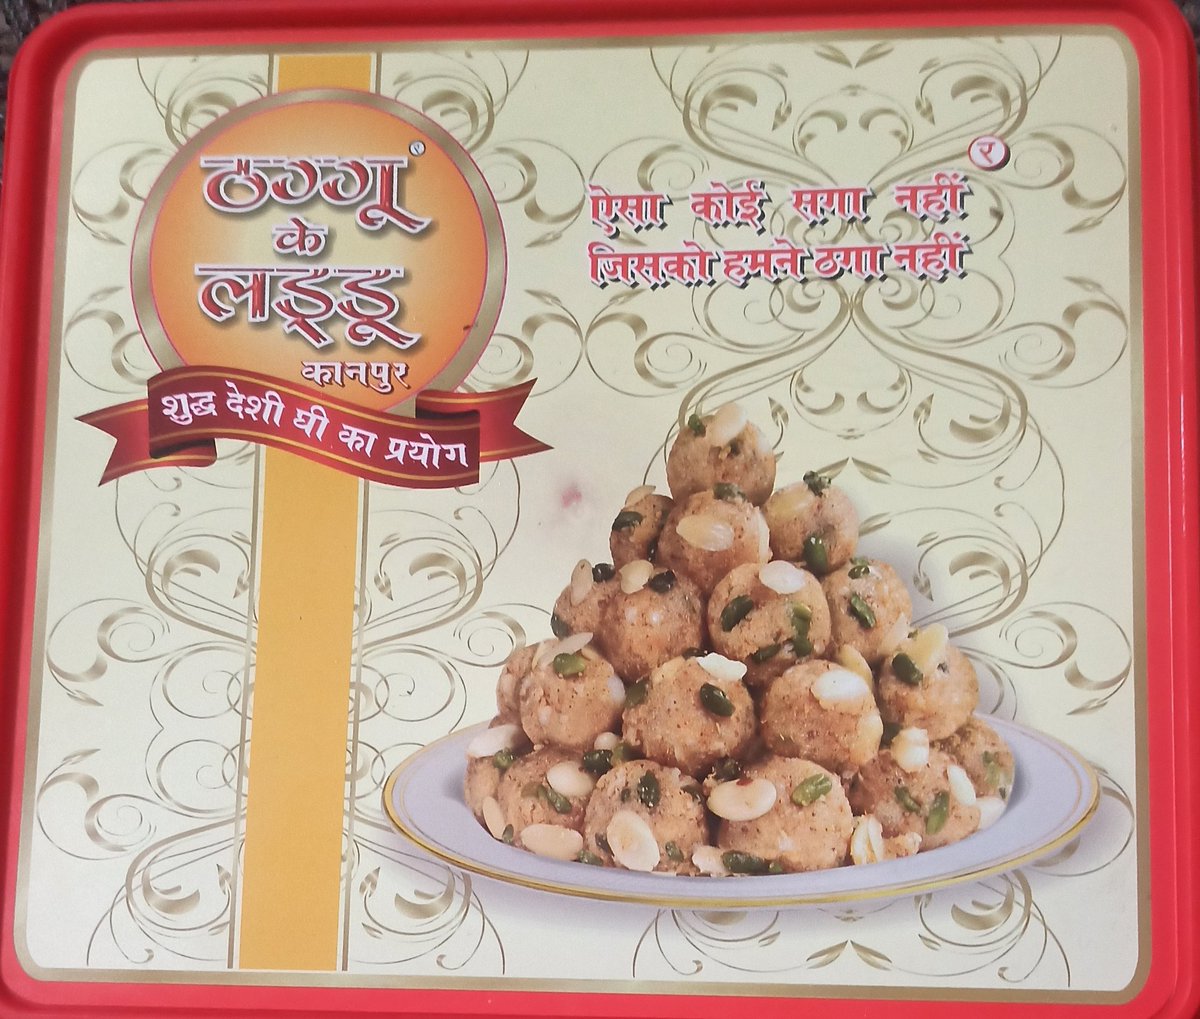 ठग्गू र
के
लड्डू
कानपुर
शुद्ध देशी घी का प्रयोग
ऐसा कोई सगा नहीं र
जिसको हमने ठगा नहीं